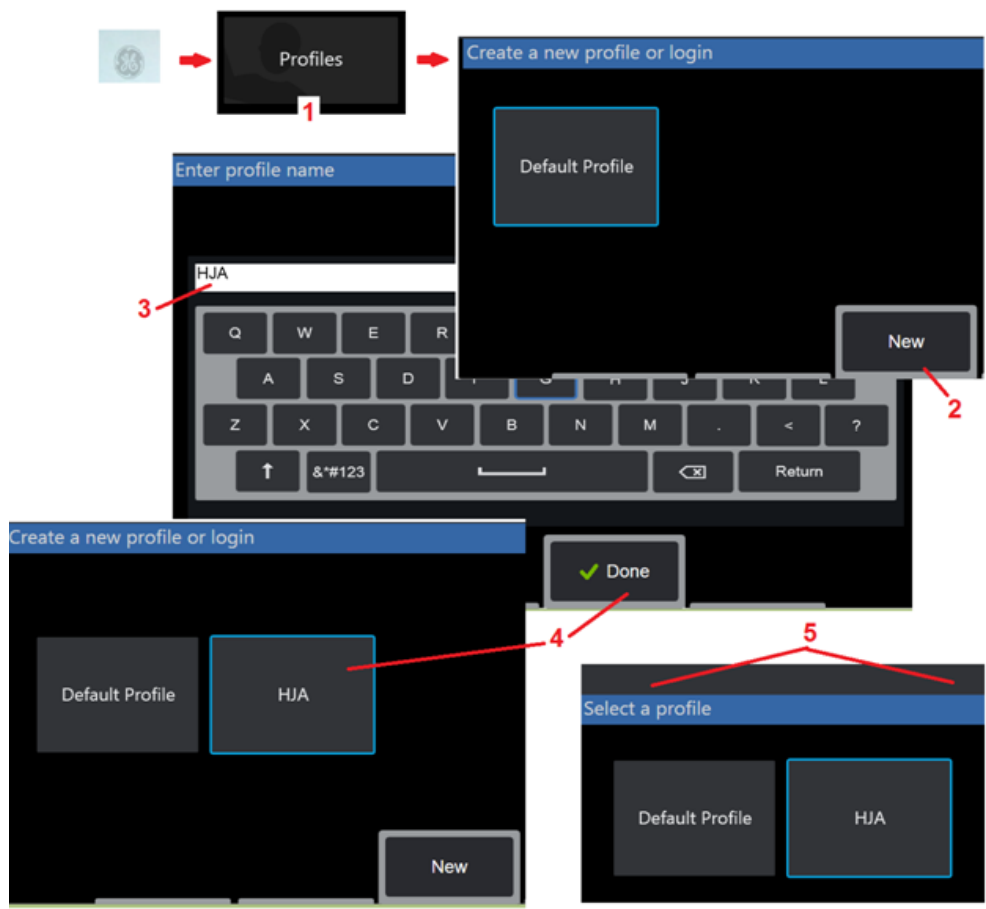 Profiles
1
Create a new profile or login
Default Profile
New
2
Enter profile name
HJA
3
Q W E R
A S D F G H J K L
Z X C V B N M . < ?
&*#123
Return
Done
4
Create a new profile or login
Default Profile
HJA
New
5
Select a profile
Default Profile
HJA